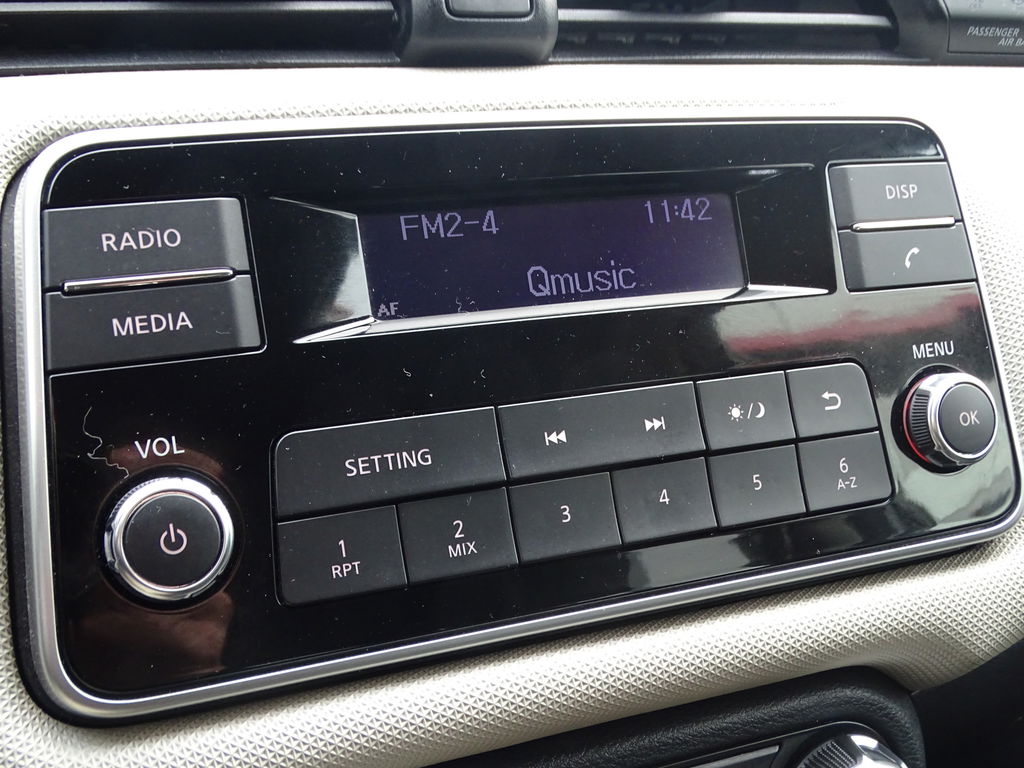 PASSENGER
AIR BA
RADIO
MEDIA
FM2-4
11:42
Qmusic
AF
DISP
MENU
OK
VOL
SETTING
1
RPT
2
MIX
3
4
5
6
A-Z